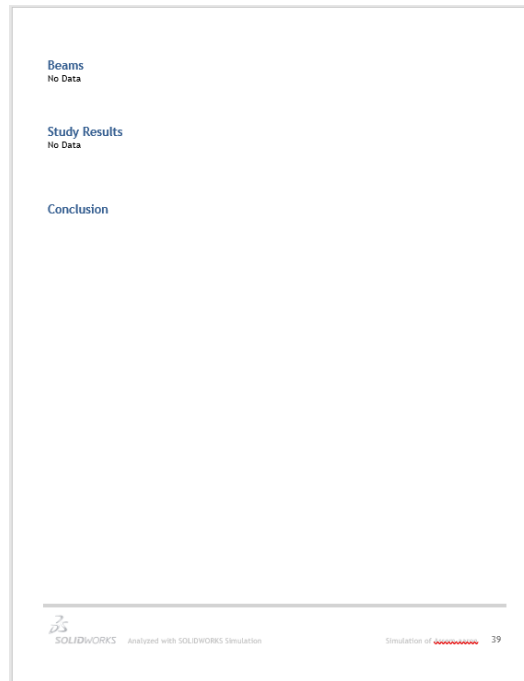 Beams
No Data
Study Results
No Data
Conclusion
SOLIDWORKS Analyzed with SOLIDWORKS Simulation Simulation of 39